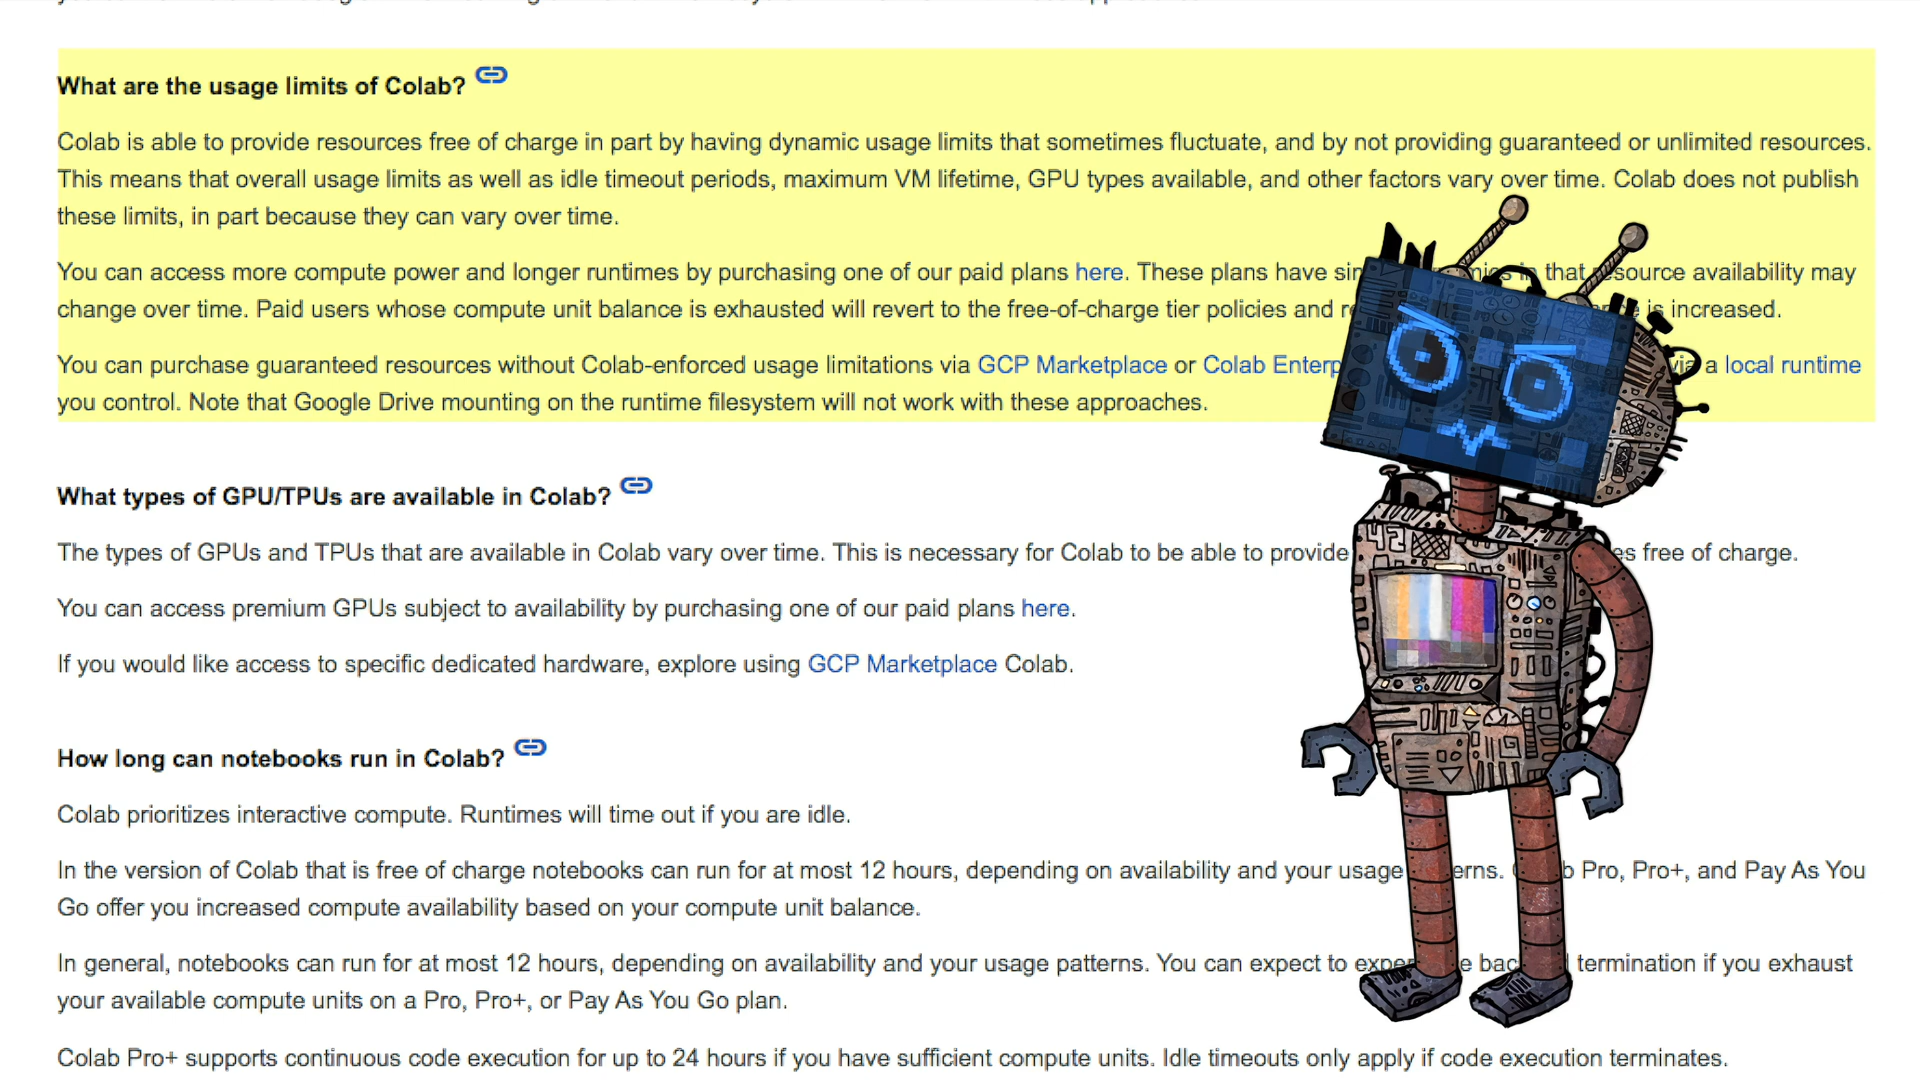 What are the usage limits of Colab?
Colab is able to provide resources free of charge in part by having dynamic usage limits that sometimes fluctuate, and by not providing guaranteed or unlimited resources.
This means that overall usage limits as well as idle timeout periods, maximum VM lifetime, GPU types available, and other factors vary over time. Colab does not publish
these limits, in part because they can vary over time.
You can access more compute power and longer runtimes by purchasing one of our paid plans here. These plans have that resource availability may
change over time. Paid users whose compute unit balance is exhausted will revert to the free-of-charge tier policies and is increased.
You can purchase guaranteed resources without Colab-enforced usage limitations via GCP Marketplace or Colab via a local runtime
you control. Note that Google Drive mounting on the runtime filesystem will not work with these approaches.
What types of GPU/TPUs are available in Colab?
The types of GPUs and TPUs that are available in Colab vary over time. This is necessary for Colab to be able to provide free of charge.
You can access premium GPUs subject to availability by purchasing one of our paid plans here.
If you would like access to specific dedicated hardware, explore using GCP Marketplace Colab.
How long can notebooks run in Colab?
Colab prioritizes interactive compute. Runtimes will time out if you are idle.
In the version of Colab that is free of charge notebooks can run for at most 12 hours, depending on availability and your usage Pro, Pro+, and Pay As You
Go offer you increased compute availability based on your compute unit balance.
In general, notebooks can run for at most 12 hours, depending on availability and your usage patterns. You can expect to termination if you exhaust
your available compute units on a Pro, Pro+, or Pay As You Go plan.
Colab Pro+ supports continuous code execution for up to 24 hours if you have sufficient compute units. Idle timeouts only apply if code execution terminates.